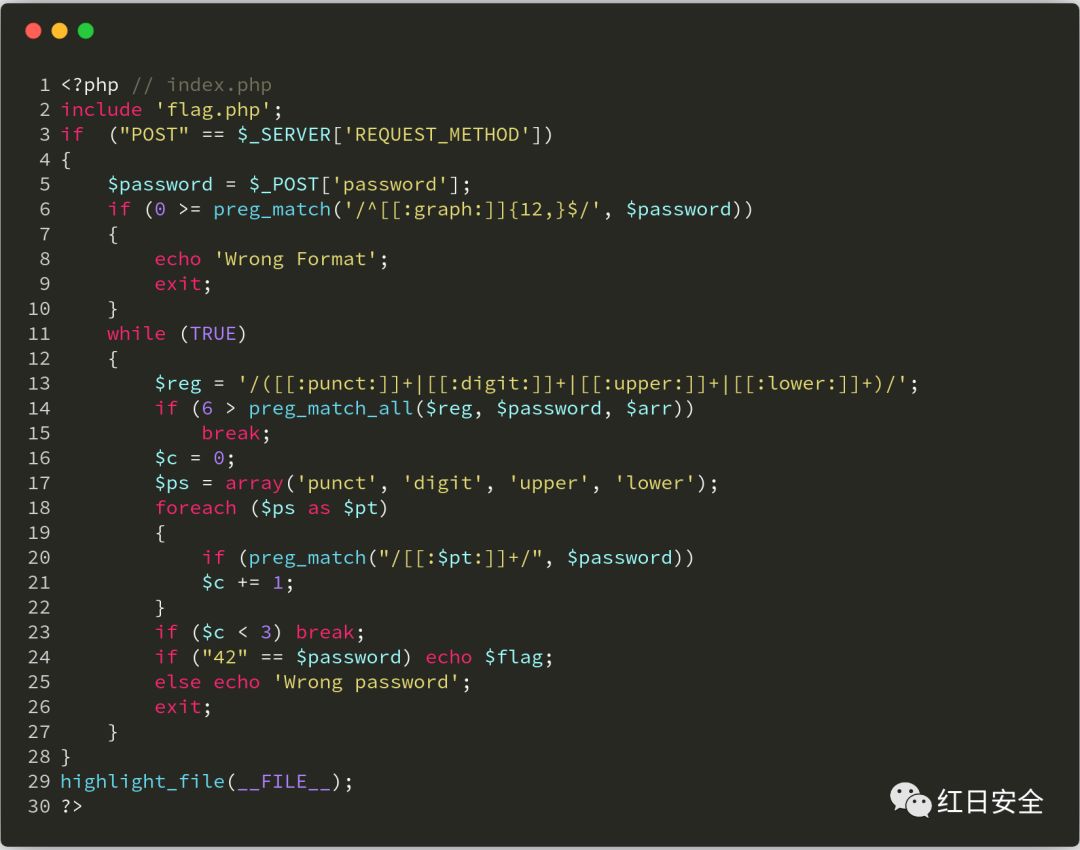 1 <?php // index.php
2 include 'flag.php';
3 if  ("POST" == $_SERVER['REQUEST_METHOD'])
4 {
5     $password = $_POST['password'];
6     if (0 >= preg_match('/^[[:graph:]]{12,}$/', $password))
7     {
8         echo 'Wrong Format';
9         exit;
10     }
11     while (TRUE)
12     {
13         $reg = '/([[:punct:]]+|[[:digit:]]+|[[:upper:]]+|[[:lower:]]+)/';
14         if (6 > preg_match_all($reg, $password, $arr))
15             break;
16         $c = 0;
17         $ps = array('punct', 'digit', 'upper', 'lower');
18         foreach ($ps as $pt)
19         {
20             if (preg_match("/[[:$pt:]]+/", $password))
21             $c += 1;
22         }
23         if ($c < 3) break;
24         if ("42" == $password) echo $flag;
25         else echo 'Wrong password';
26         exit;
27     }
28 }
29 highlight_file(__FILE__);
30 ?>
红日安全